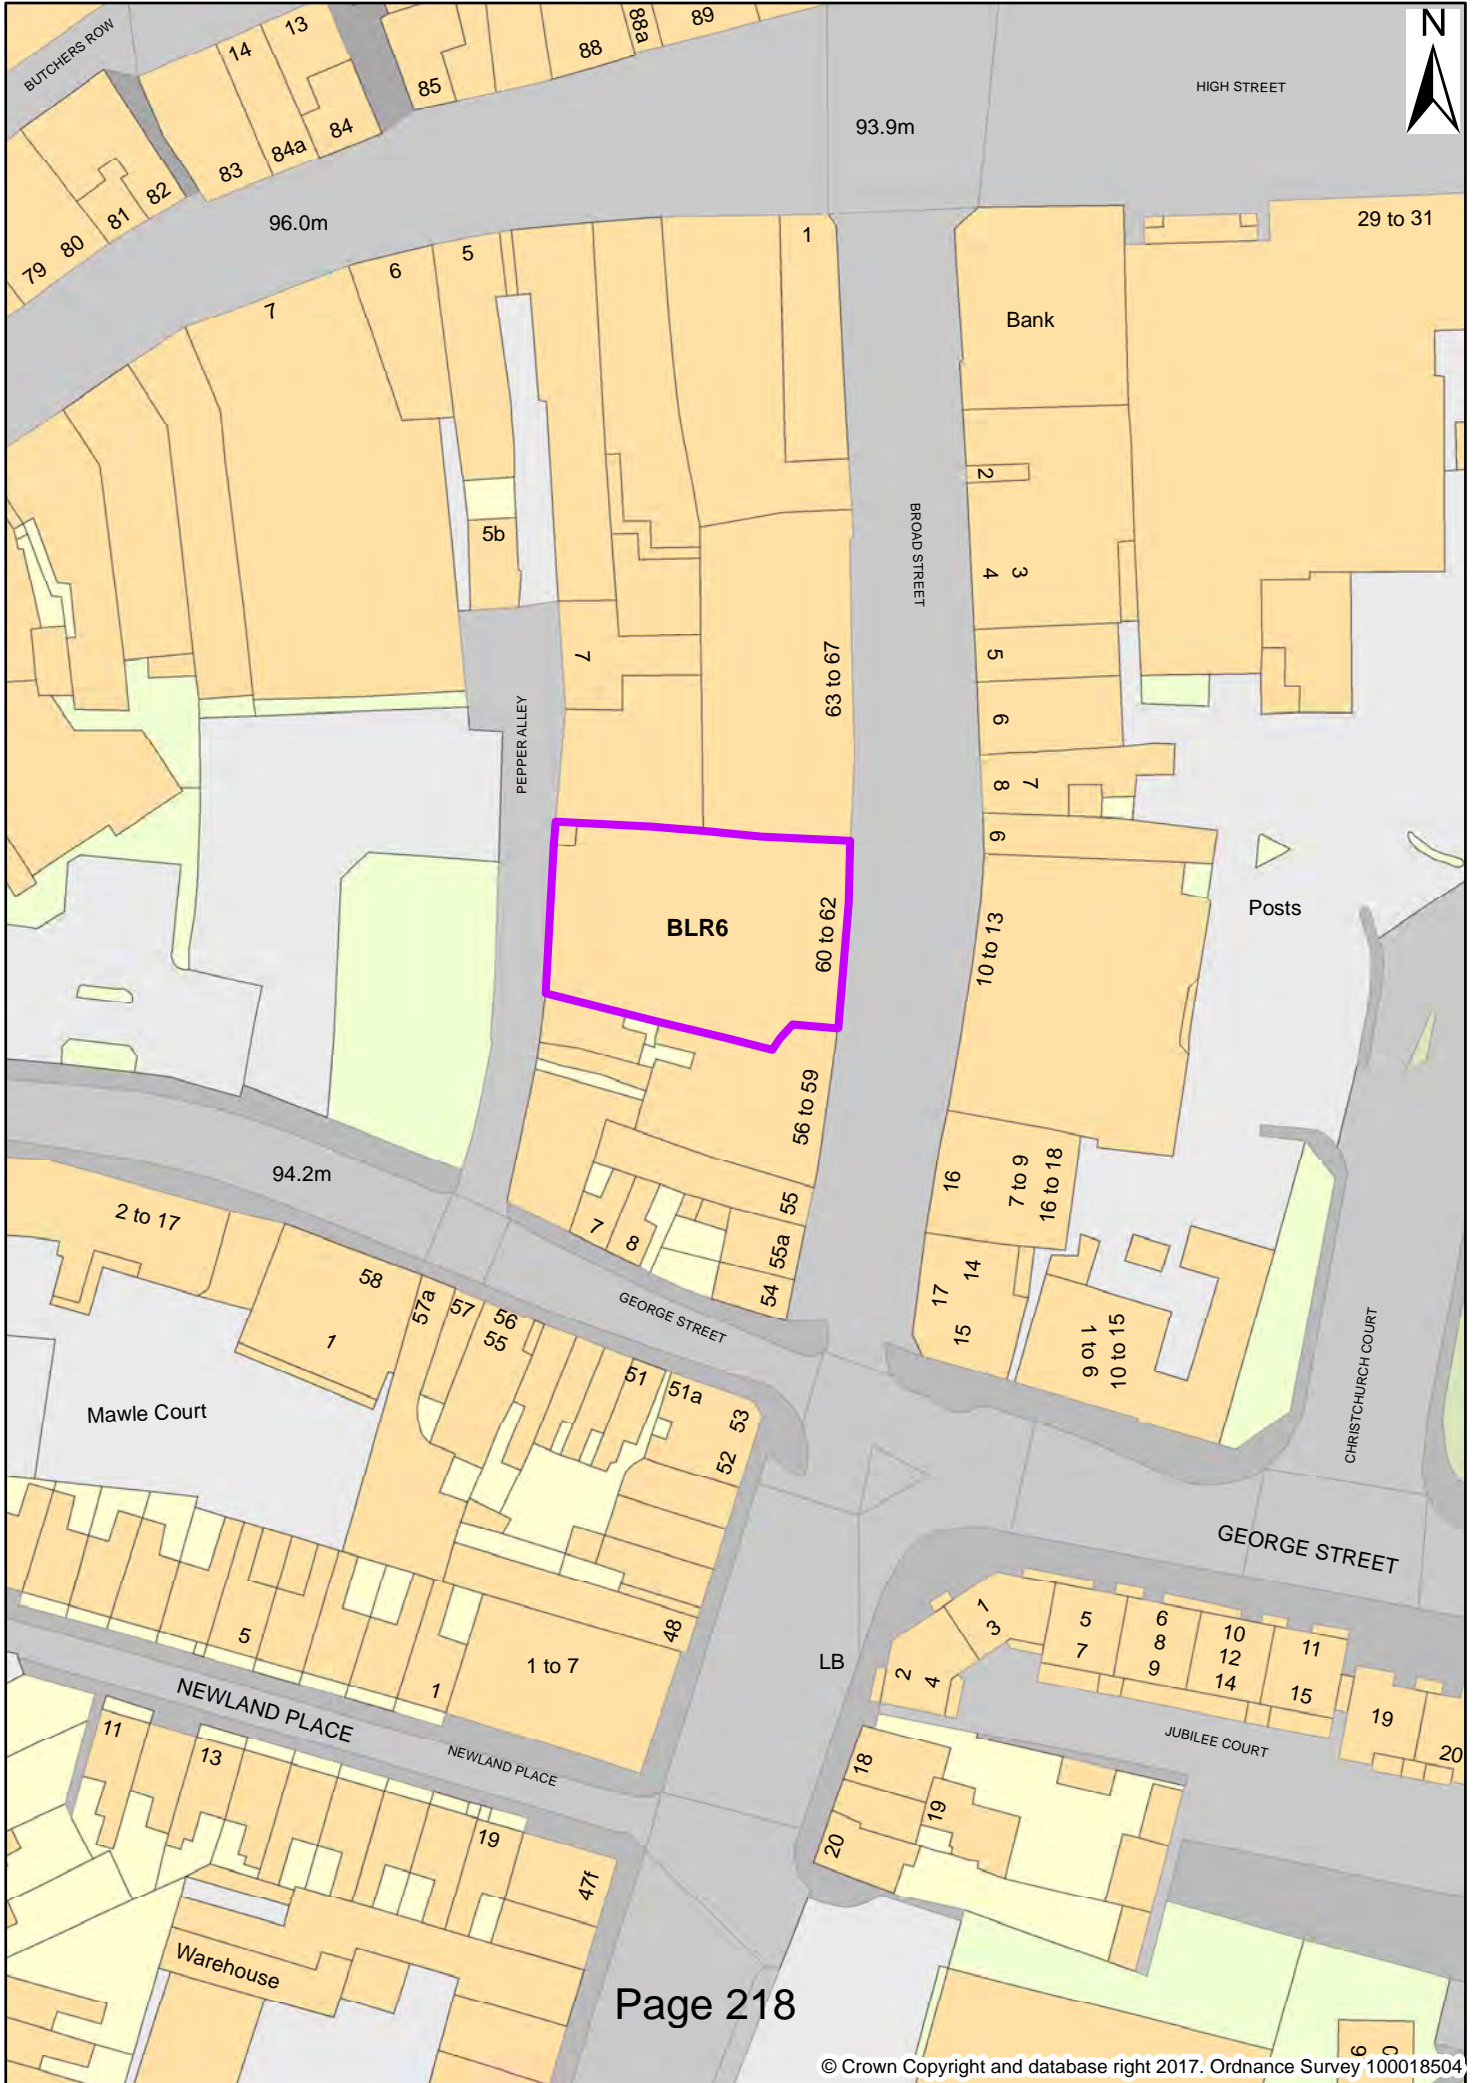 BUTCHERS ROW
14
13
88a
89
88
85
84
84a
83
82
81
80
79
N
HIGH STREET
93.9m
96.0m
29 to 31
1
5
6
7
Bank
2
5b
BROAD STREET
3
4
5
7
63 to 67
6
PEPPER ALLEY
7
8
6
BLR6
60 to 62
10 to 13
Posts
56 to 59
94.2m
16
7 to 9
16 to 18
2 to 17
55
7
8
55a
54
58
57a
57
56
55
GEORGE STREET
17
14
15
1
1 to 6
10 to 15
CHRISTCHURCH COURT
51
51a
53
52
Mawle Court
GEORGE STREET
5
1
48
1 to 7
LB
1
3
2
4
5
7
6
8
9
10
12
14
11
15
19
20
JUBILEE COURT
NEWLAND PLACE
NEWLAND PLACE
11
13
19
47f
18
19
20
Warehouse
Page 218
© Crown Copyright and database right 2017. Ordnance Survey 100018504